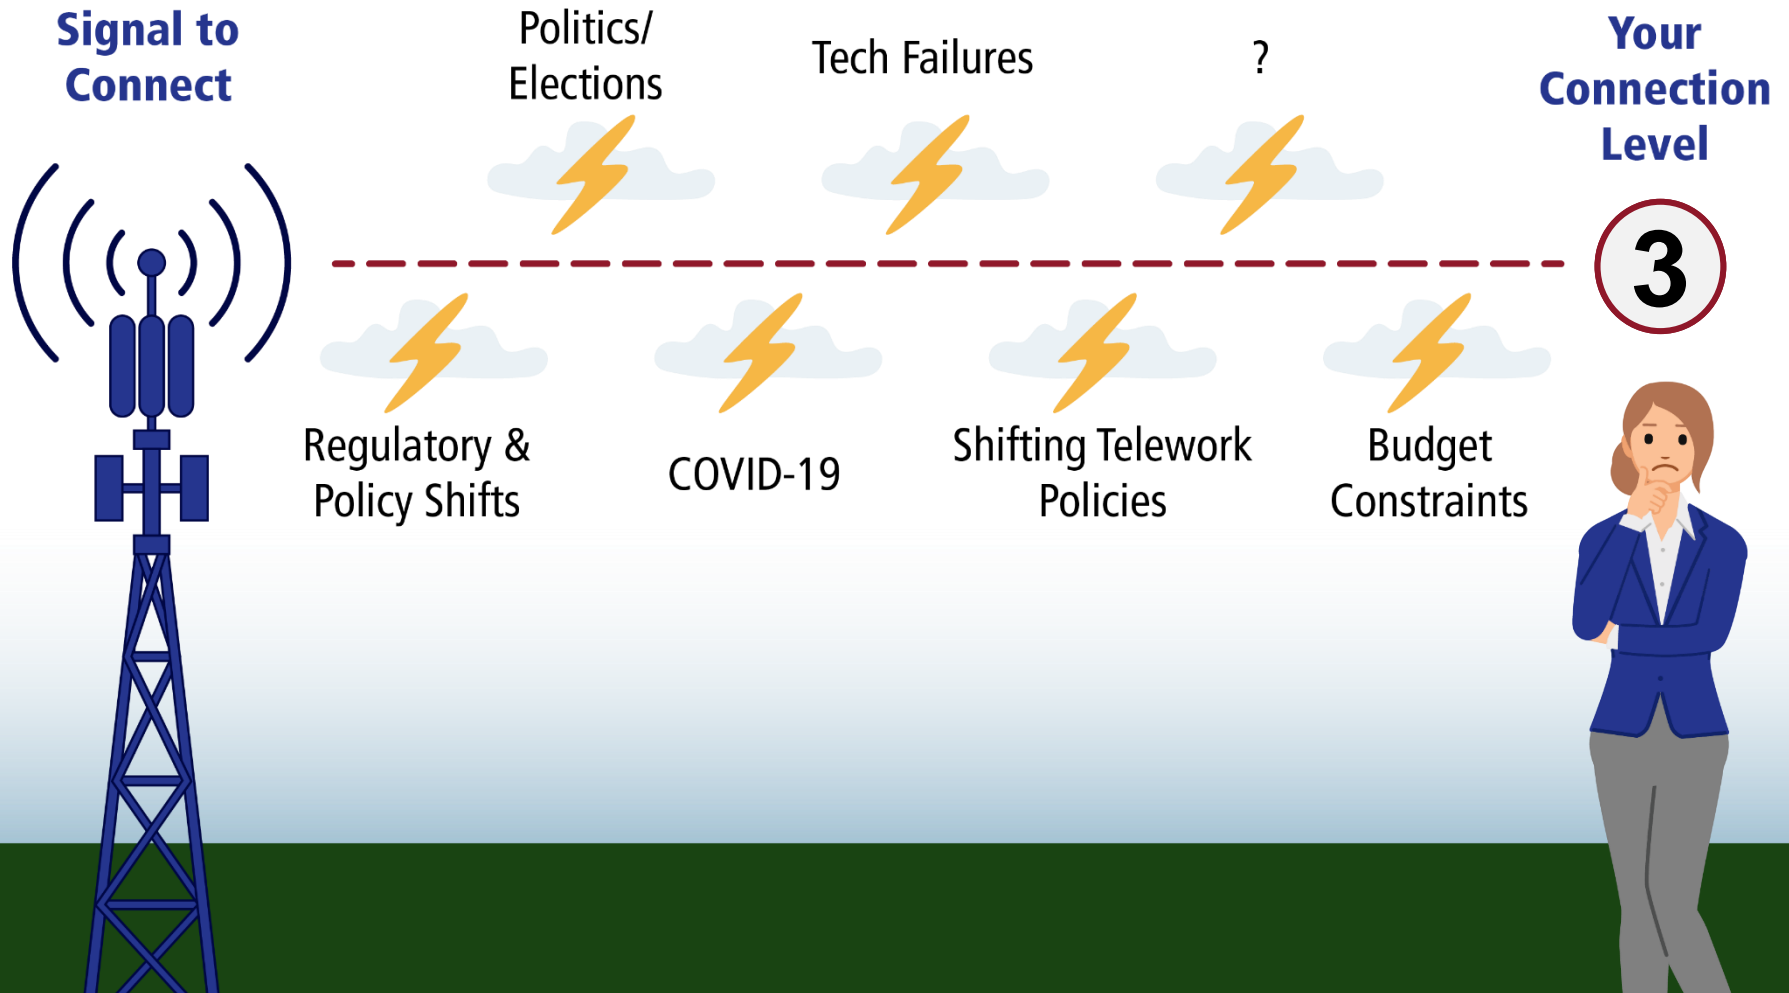 Signal to
Connect
Politics/
Elections
Tech Failures
?
Your
Connection
Level
3
Regulatory &
Policy Shifts
COVID-19
Shifting Telework
Policies
Budget
Constraints